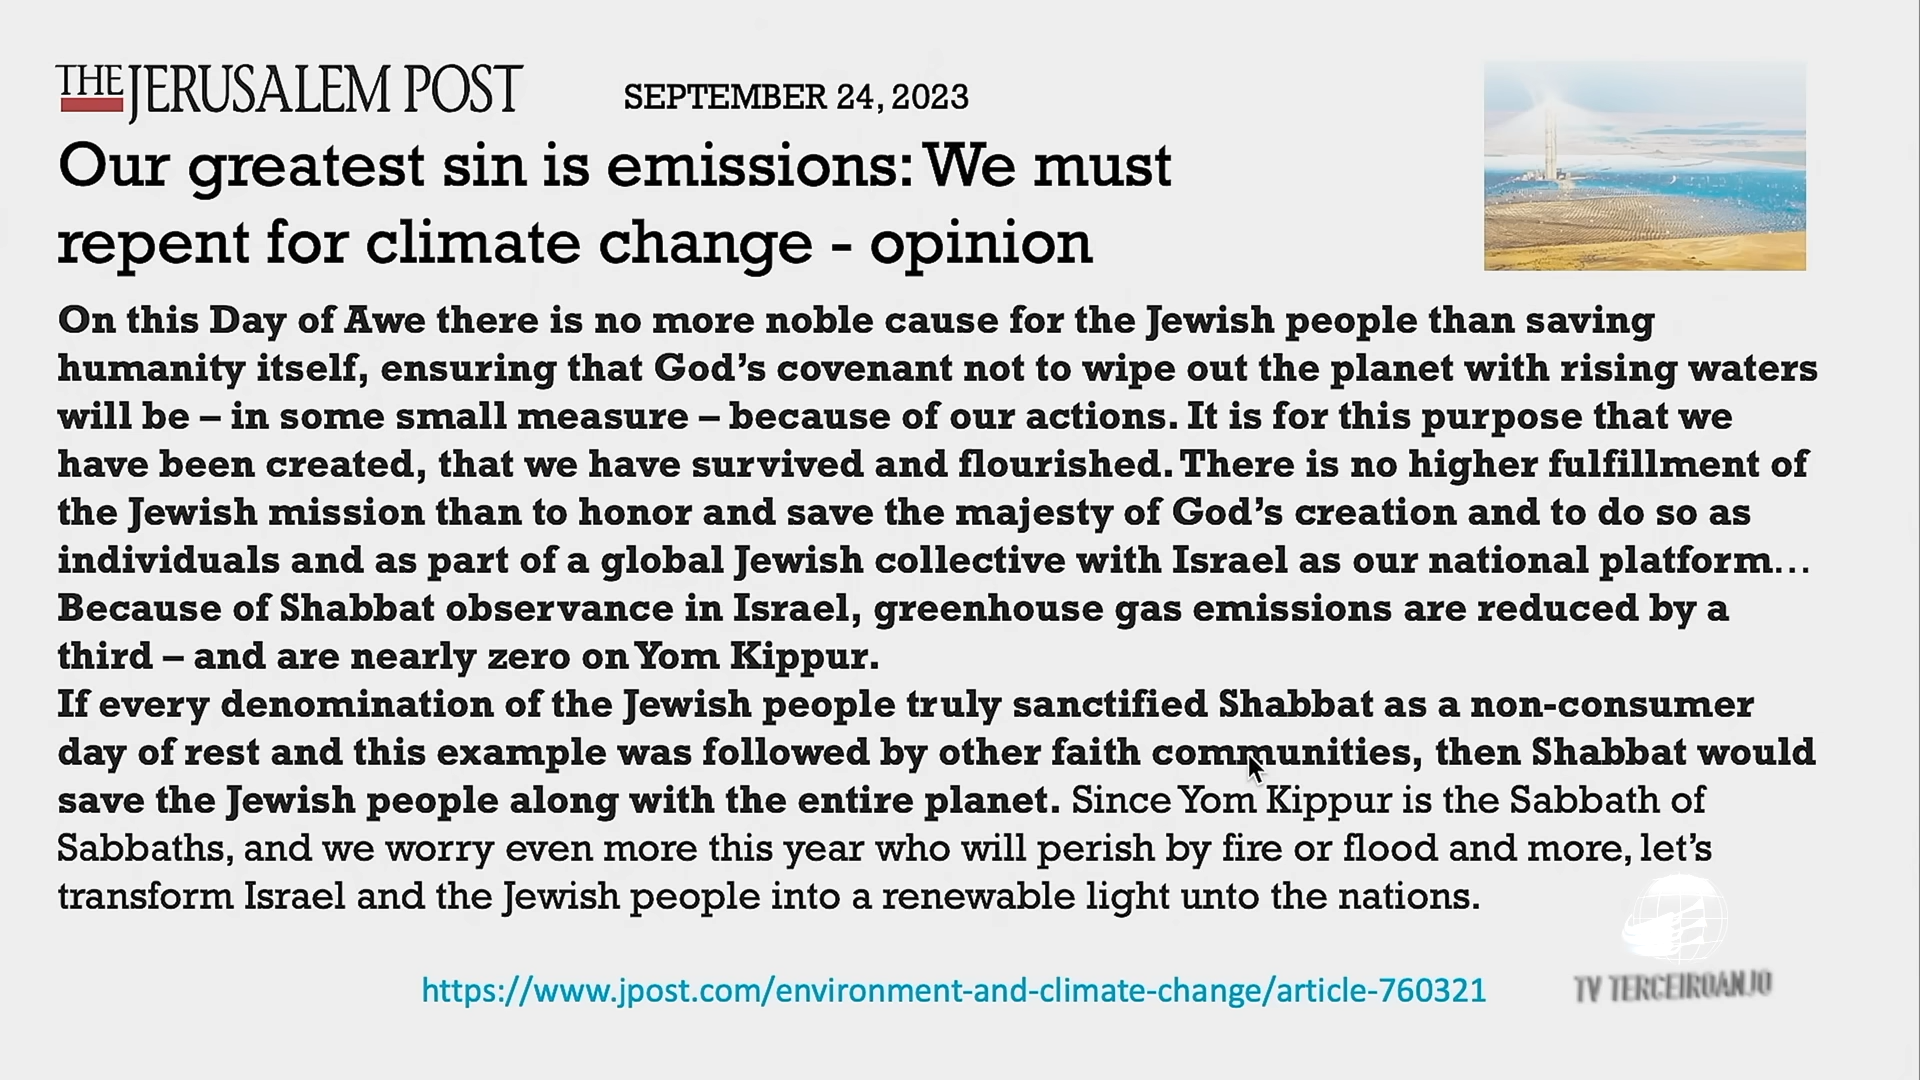 THE JERUSALEM POST
SEPTEMBER 24, 2023
Our greatest sin is emissions: We must
repent for climate change - opinion
On this Day of Awe there is no more noble cause for the Jewish people than saving
humanity itself, ensuring that God’s covenant not to wipe out the planet with rising waters
will be – in some small measure – because of our actions. It is for this purpose that we
have been created, that we have survived and flourished. There is no higher fulfillment of
the Jewish mission than to honor and save the majesty of God’s creation and to do so as
individuals and as part of a global Jewish collective with Israel as our national platform…
Because of Shabbat observance in Israel, greenhouse gas emissions are reduced by a
third – and are nearly zero on Yom Kippur.
If every denomination of the Jewish people truly sanctified Shabbat as a non-consumer
day of rest and this example was followed by other faith communities, then Shabbat would
save the Jewish people along with the entire planet. Since Yom Kippur is the Sabbath of
Sabbaths, and we worry even more this year who will perish by fire or flood and more, let’s
transform Israel and the Jewish people into a renewable light unto the nations.
https://www.jpost.com/environment-and-climate-change/article-760321
TV TERCEIROANJO